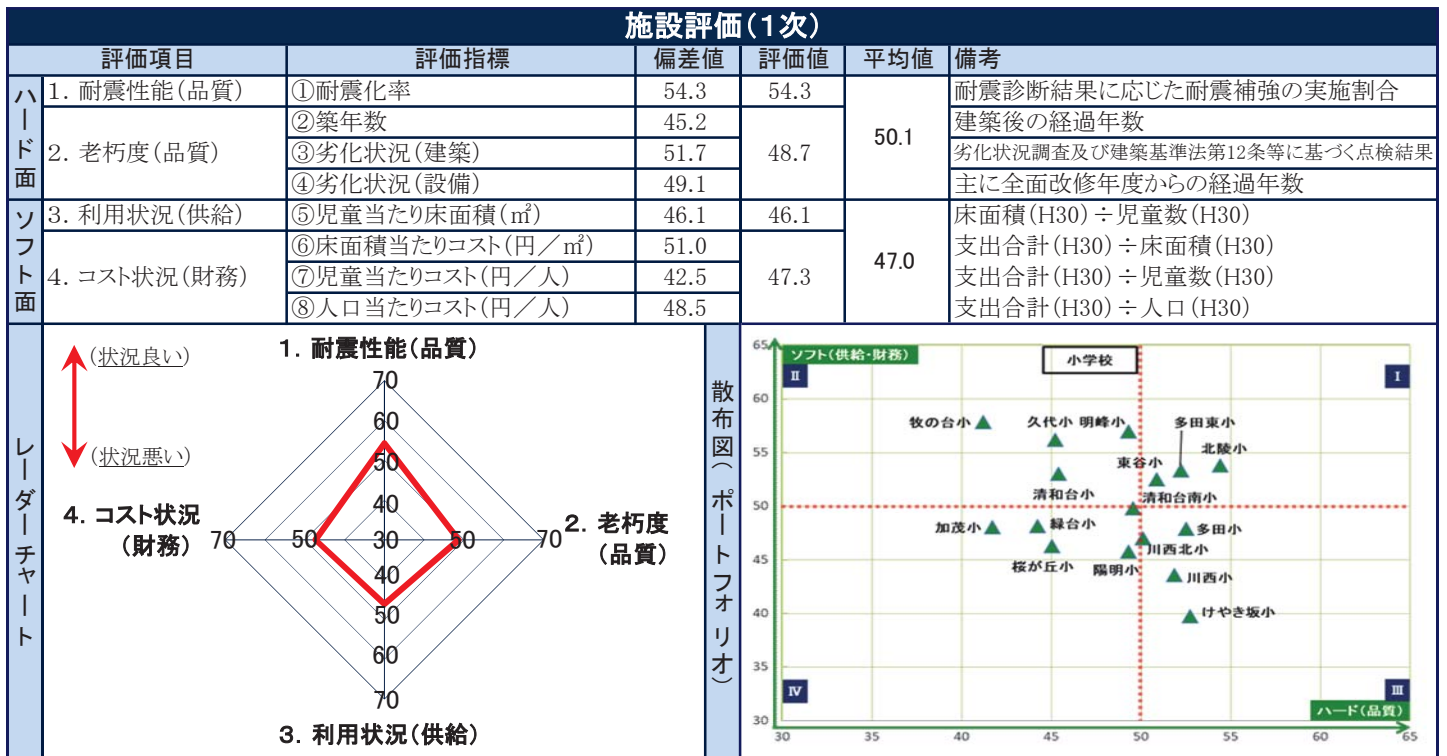 施設評価(1次)
評価項目 評価指標 偏差値 評価値 平均値 備考
ハード面
1. 耐震性能(品質) ①耐震化率 54.3 54.3 50.1 耐震診断結果に応じた耐震補強の実施割合
2. 老朽度(品質) ②築年数 45.2 48.7 建築後の経過年数
③劣化状況(建築) 51.7 劣化状況調査及び建築基準法第12条等に基づく点検結果
④劣化状況(設備) 49.1 主に全面改修年度からの経過年数
ソフト面
3. 利用状況(供給) ⑤児童当たり床面積(㎡) 46.1 46.1 47.0 床面積(H30)÷児童数(H30)
4. コスト状況(財務) ⑥床面積当たりコスト(円/㎡) 51.0 47.3 支出合計(H30)÷床面積(H30)
⑦児童当たりコスト(円/人) 42.5 支出合計(H30)÷児童数(H30)
⑧人口当たりコスト(円/人) 48.5 支出合計(H30)÷人口(H30)
レーダーチャート
(状況良い)
(状況悪い)
1. 耐震性能(品質)
70
60
50
40
4. コスト状況
(財務)
70 50 30 50 70
2. 老朽度
(品質)
40
50
60
70
3. 利用状況(供給)
散布図(ポートフォリオ)
ソフト(供給・財務)
小学校
II
I
65
60
55
50
45
40
35
30
牧の台小
久代小
明峰小
多田東小
北陵小
東谷小
清和台小
清和台南小
加茂小
緑台小
多田小
川西北小
桜が丘小
陽明小
川西小
けやき坂小
IV
III
ハード(品質)
30 35 40 45 50 55 60 65